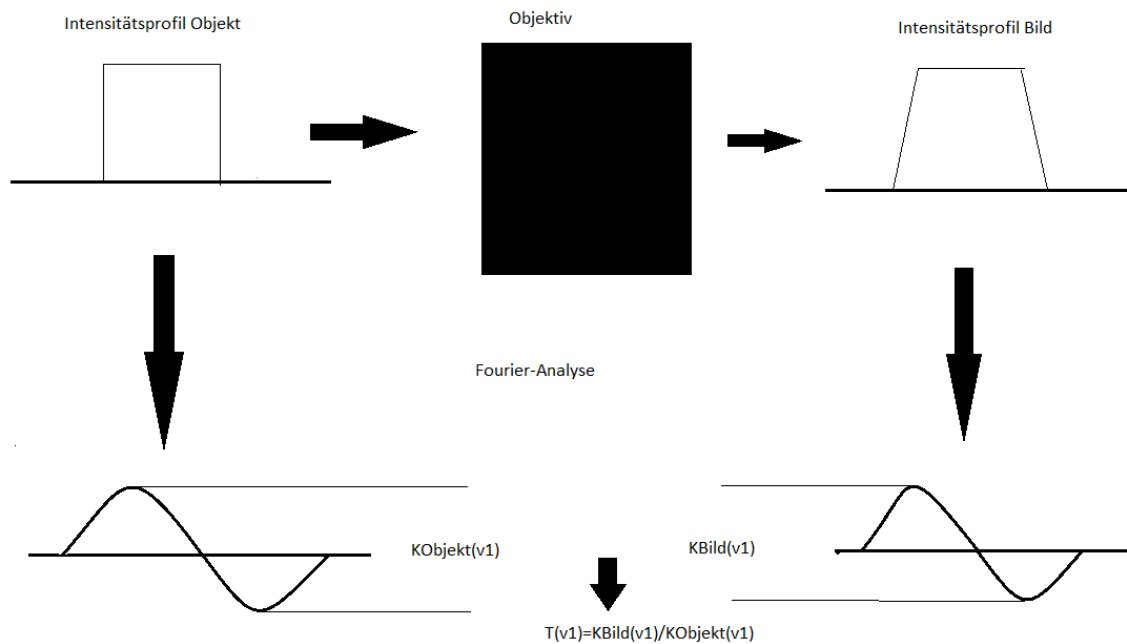 Intensitätsprofil Objekt
Objektiv
Intensitätsprofil Bild
Fourier-Analyse
KObjekt(v1)
KBild(v1)
T(v1)=KBild(v1)/KObjekt(v1)